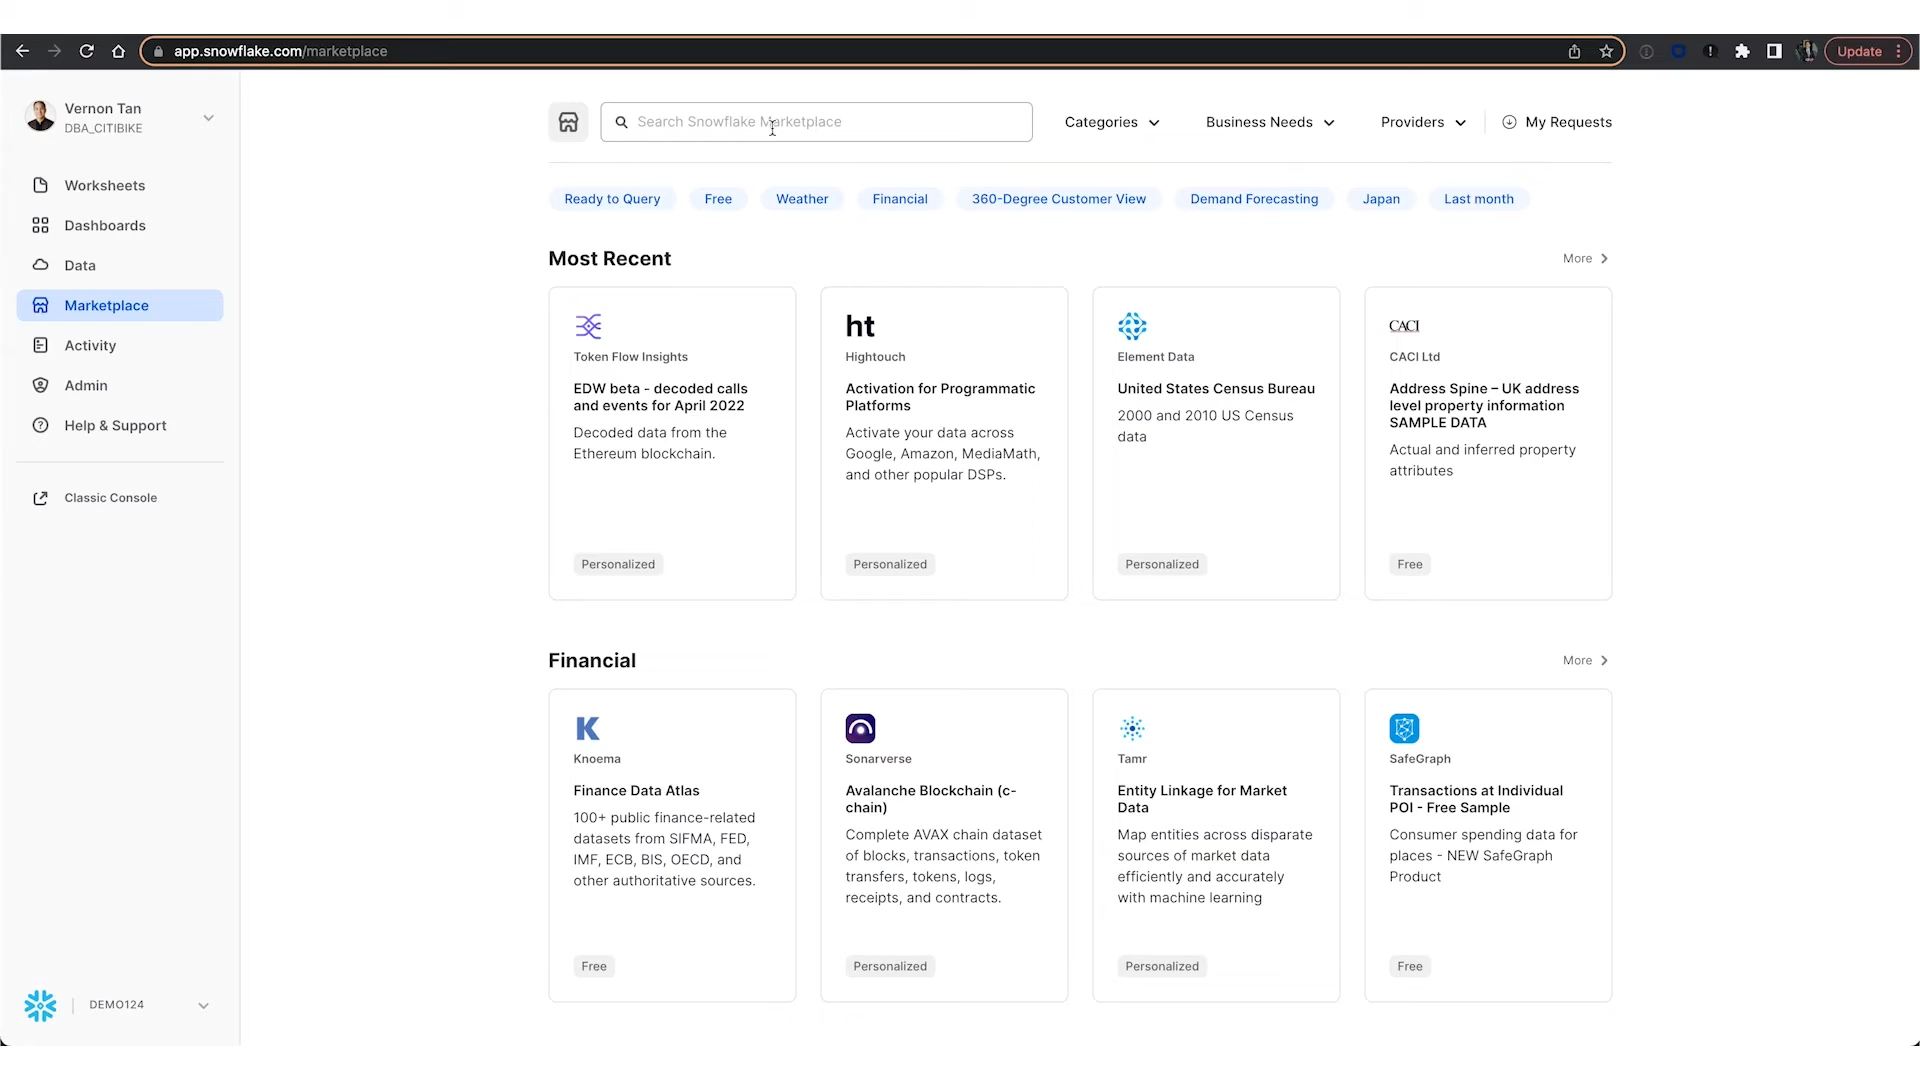 app.snowflake.com/marketplace
Update
Vernon Tan
DBA_CITIBIKE
Search Snowflake Marketplace
Categories
Business Needs
Providers
My Requests
Worksheets
Dashboards
Data
Marketplace
Activity
Admin
Help & Support
Classic Console
DEMO124
Ready to Query
Free
Weather
Financial
360-Degree Customer View
Demand Forecasting
Japan
Last month
Most Recent
More
Token Flow Insights
EDW beta - decoded calls
and events for April 2022
Decoded data from the
Ethereum blockchain.
Personalized
ht
Hightouch
Activation for Programmatic
Platforms
Activate your data across
Google, Amazon, MediaMath,
and other popular DSPs.
Personalized
Element Data
United States Census Bureau
2000 and 2010 US Census
data
Personalized
CACI
CACI Ltd
Address Spine – UK address
level property information
SAMPLE DATA
Actual and inferred property
attributes
Free
Financial
More
K
Knoema
Finance Data Atlas
100+ public finance-related
datasets from SIFMA, FED,
IMF, ECB, BIS, OECD, and
other authoritative sources.
Free
Sonarverse
Avalanche Blockchain (c-
chain)
Complete AVAX chain dataset
of blocks, transactions, token
transfers, tokens, logs,
receipts, and contracts.
Personalized
Tamr
Entity Linkage for Market
Data
Map entities across disparate
sources of market data
efficiently and accurately
with machine learning
Personalized
SafeGraph
Transactions at Individual
POI - Free Sample
Consumer spending data for
places - NEW SafeGraph
Product
Free